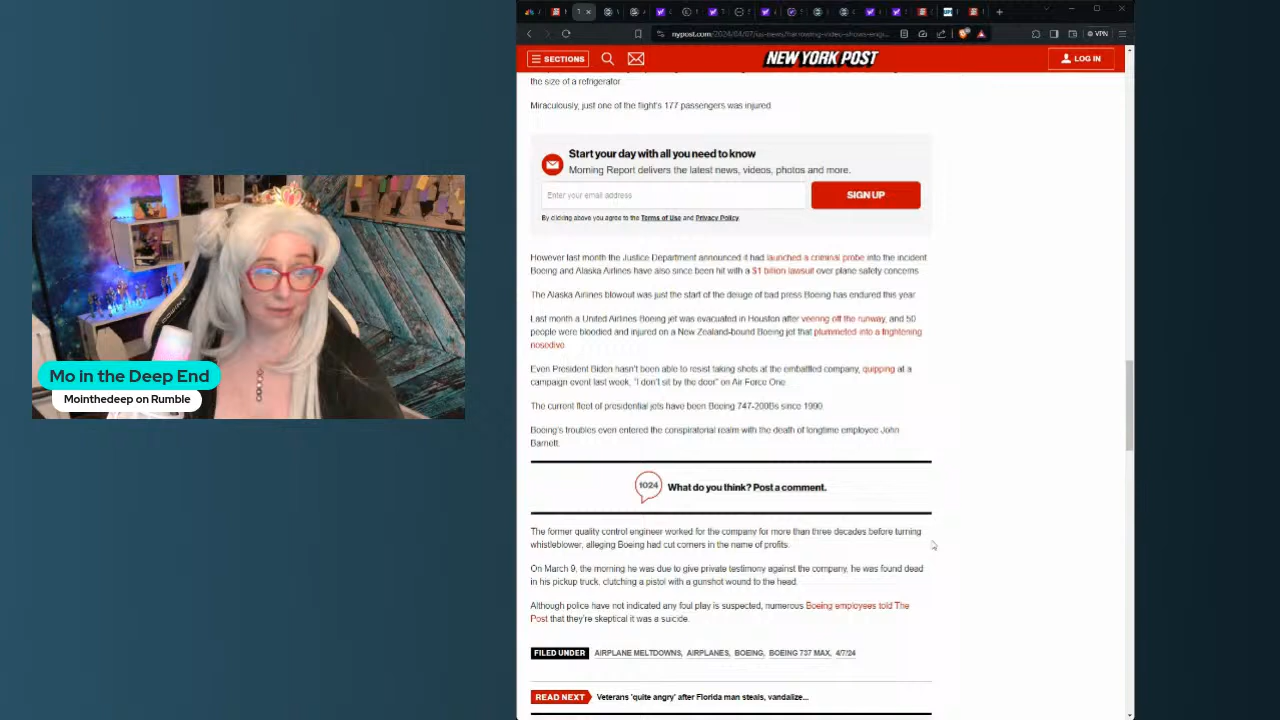 nypost.com/2024/04/07/us-news/harrowing-video-shows-engi...
VPN
SECTIONS
NEW YORK POST
LOG IN
the size of a refrigerator
Miraculously, just one of the flight's 177 passengers was injured
Start your day with all you need to know
Morning Report delivers the latest news, videos, photos and more.
Enter your email address
SIGN UP
By clicking above you agree to the Terms of Use and Privacy Policy.
However last month the Justice Department announced it had launched a criminal probe into the incident
Boeing and Alaska Airlines have also since been hit with a $1 billion lawsuit over plane safety concerns
The Alaska Airlines blowout was just the start of the deluge of bad press Boeing has endured this year
Last month a United Airlines Boeing jet was evacuated in Houston after veering off the runway, and 50
people were bloodied and injured on a New Zealand-bound Boeing jet that plummeted into a frightening
nosedive
Even President Biden hasn't been able to resist taking shots at the embattled company, quipping at a
campaign event last week, "I don't sit by the door" on Air Force One
The current fleet of presidential jets have been Boeing 747-200Bs since 1990
Boeing's troubles even entered the conspiratorial realm with the death of longtime employee John
Barnett.
1024
What do you think? Post a comment.
The former quality control engineer worked for the company for more than three decades before turning
whistleblower, alleging Boeing had cut corners in the name of profits.
On March 9, the morning he was due to give private testimony against the company, he was found dead
in his pickup truck, clutching a pistol with a gunshot wound to the head.
Although police have not indicated any foul play is suspected, numerous Boeing employees told The
Post that they're skeptical it was a suicide.
FILED UNDER AIRPLANE MELTDOWNS, AIRPLANES, BOEING, BOEING 737 MAX, 4/7/24
READ NEXT Veterans 'quite angry' after Florida man steals, vandalize...
Mo in the Deep End
Mointhedeep on Rumble